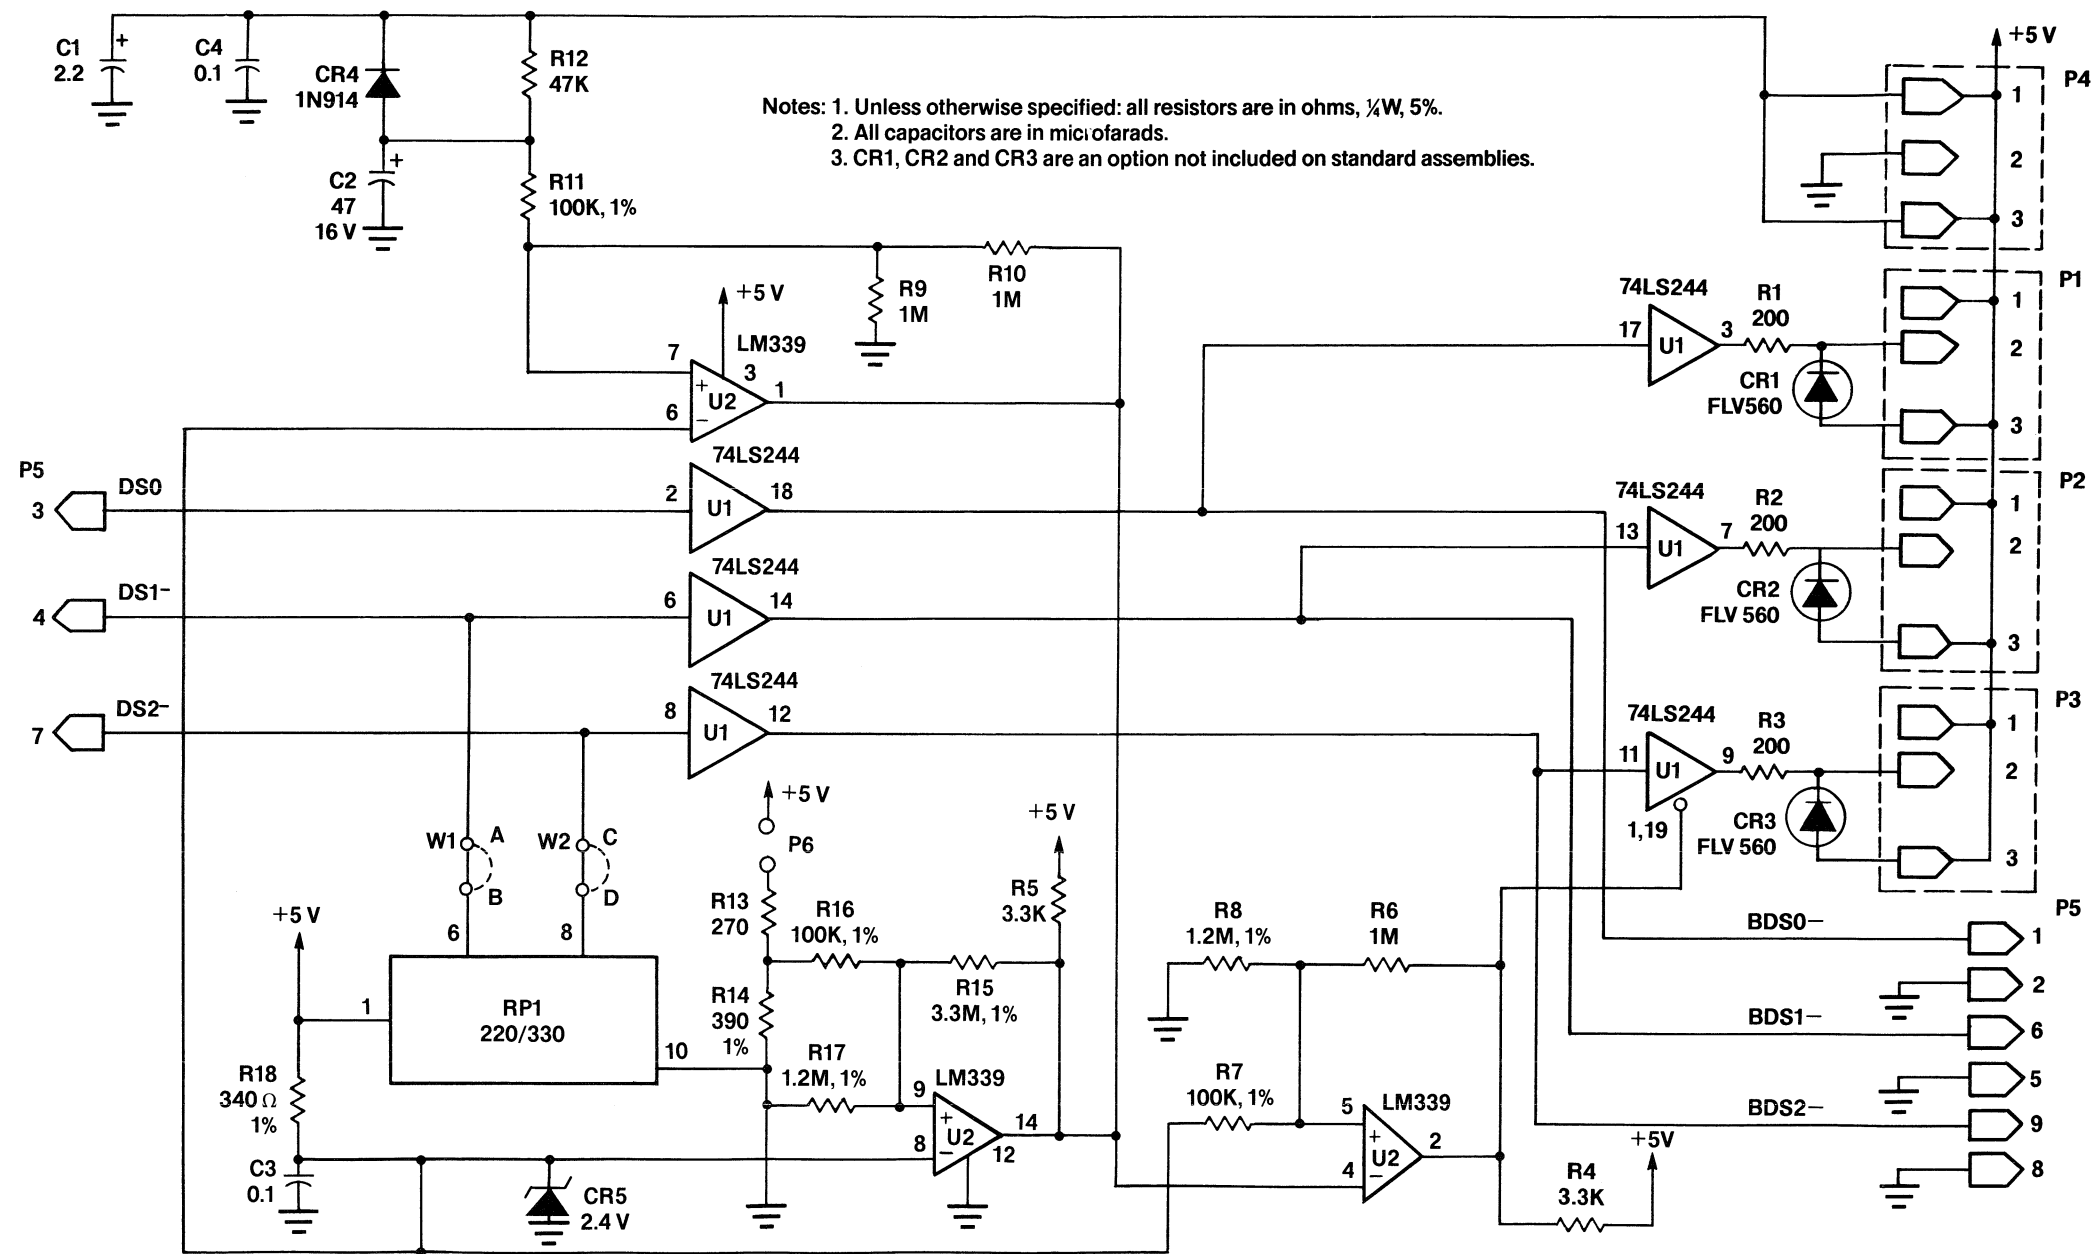 C1
2.2
+
C4
0.1
CR4
1N914
R12
47K
+
C2
47
16 V
R11
100K, 1%
Notes: 1. Unless otherwise specified: all resistors are in ohms, ¼W, 5%.
2. All capacitors are in microfarads.
3. CR1, CR2 and CR3 are an option not included on standard assemblies.
+5 V
P4
1
2
3
R9
1M
R10
1M
+5 V
LM339
7
3
1
+
U2
6
−
74LS244
17
U1
3
R1
200
CR1
FLV560
P1
1
2
3
P5
3
DS0
74LS244
2
U1
18
74LS244
13
U1
7
R2
200
CR2
FLV 560
P2
1
2
3
4
DS1−
74LS244
6
U1
14
7
DS2−
74LS244
8
U1
12
74LS244
11
U1
9
1,19
R3
200
CR3
FLV 560
P3
1
2
3
W1
A
B
W2
C
D
+5 V
P6
+5 V
R13
270
R16
100K, 1%
R5
3.3K
R8
1.2M, 1%
R6
1M
+5 V
6
8
1
RP1
220/330
10
R14
390
1%
R15
3.3M, 1%
R17
1.2M, 1%
R18
340 Ω
1%
LM339
9
+
U2
8
−
14
12
R7
100K, 1%
LM339
5
+
U2
4
−
2
+5V
R4
3.3K
C3
0.1
CR5
2.4 V
P5
BDS0−
1
2
BDS1−
6
5
BDS2−
9
8